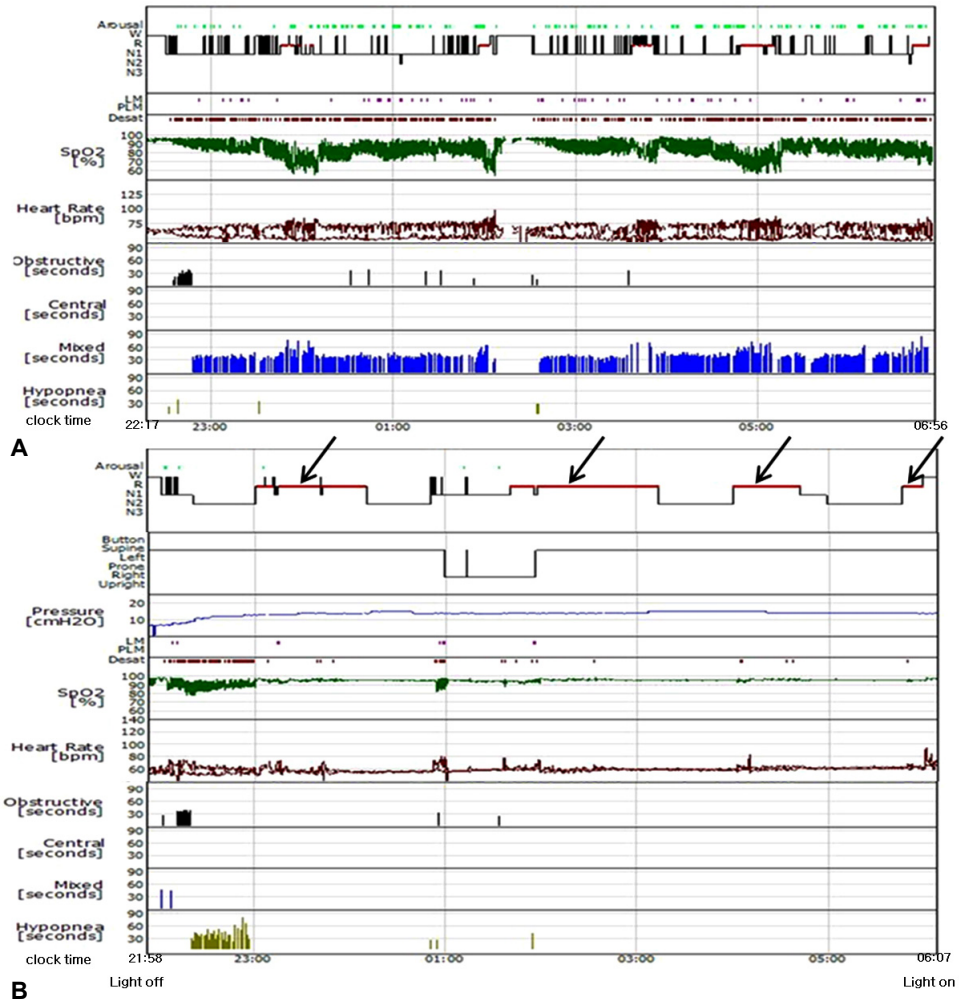 A
Arousal
W
R
N1
N2
N3
LM
PLM
Desat
100
90
80
70
60
SpO2
[%]
125
100
75
Heart Rate
[bpm]
90
60
30
Obstructive
[seconds]
90
60
30
Central
[seconds]
90
60
30
Mixed
[seconds]
90
60
30
Hypopnea
[seconds]
clock time
22:17 23:00 01:00 03:00 05:00 06:56
B
Arousal
W
R
N1
N2
N3
Button
Supine
Left
Prone
Right
Upright
20
10
Pressure
[cmH2O]
LM
PLM
Desat
100
90
80
70
60
SpO2
[%]
140
120
100
80
60
Heart Rate
[bpm]
90
60
30
Obstructive
[seconds]
90
60
30
Central
[seconds]
90
60
30
Mixed
[seconds]
90
60
30
Hypopnea
[seconds]
clock time
21:58 23:00 01:00 03:00 05:00 06:07
Light off Light on